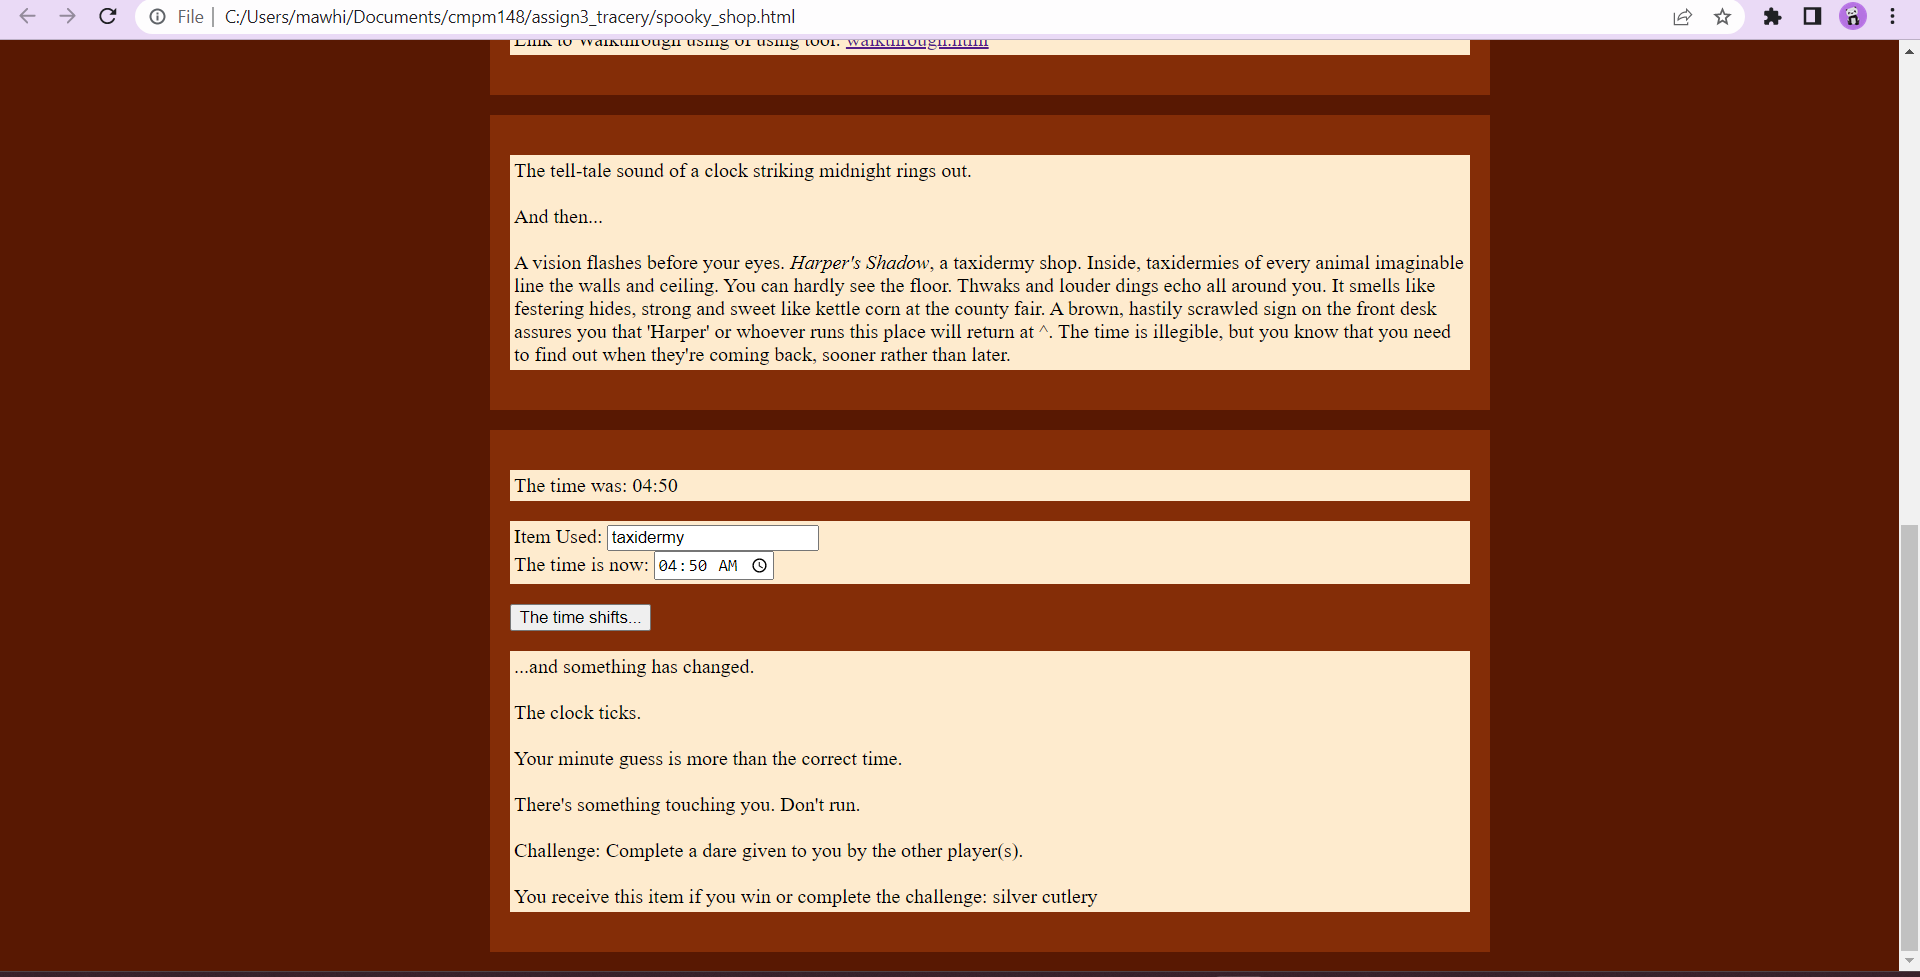 File
C:/Users/mawhi/Documents/cmpm148/assign3_tracery/spooky_shop.html
Link to Walkthrough using of using tool: walkthrough.html
The tell-tale sound of a clock striking midnight rings out.
And then...
A vision flashes before your eyes. Harper's Shadow, a taxidermy shop. Inside, taxidermies of every animal imaginable
line the walls and ceiling. You can hardly see the floor. Thwaks and louder dings echo all around you. It smells like
festering hides, strong and sweet like kettle corn at the county fair. A brown, hastily scrawled sign on the front desk
assures you that 'Harper' or whoever runs this place will return at ^. The time is illegible, but you know that you need
to find out when they're coming back, sooner rather than later.
The time was: 04:50
Item Used: taxidermy
The time is now: 04:50 AM
The time shifts...
...and something has changed.
The clock ticks.
Your minute guess is more than the correct time.
There's something touching you. Don't run.
Challenge: Complete a dare given to you by the other player(s).
You receive this item if you win or complete the challenge: silver cutlery